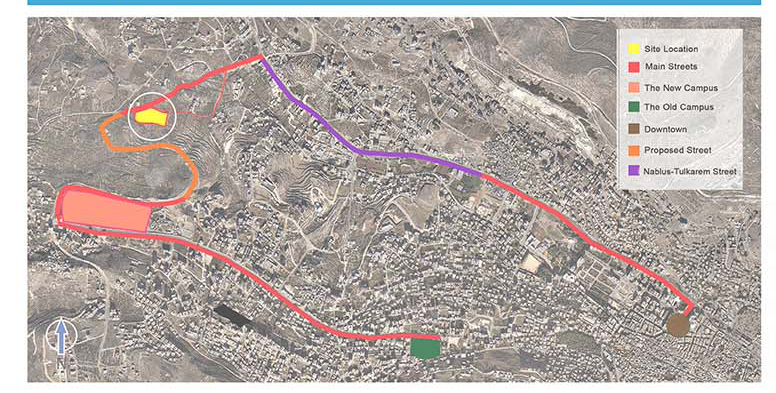 Site Location
Main Streets
The New Campus
The Old Campus
Downtown
Proposed Street
Nablus-Tulkarem Street